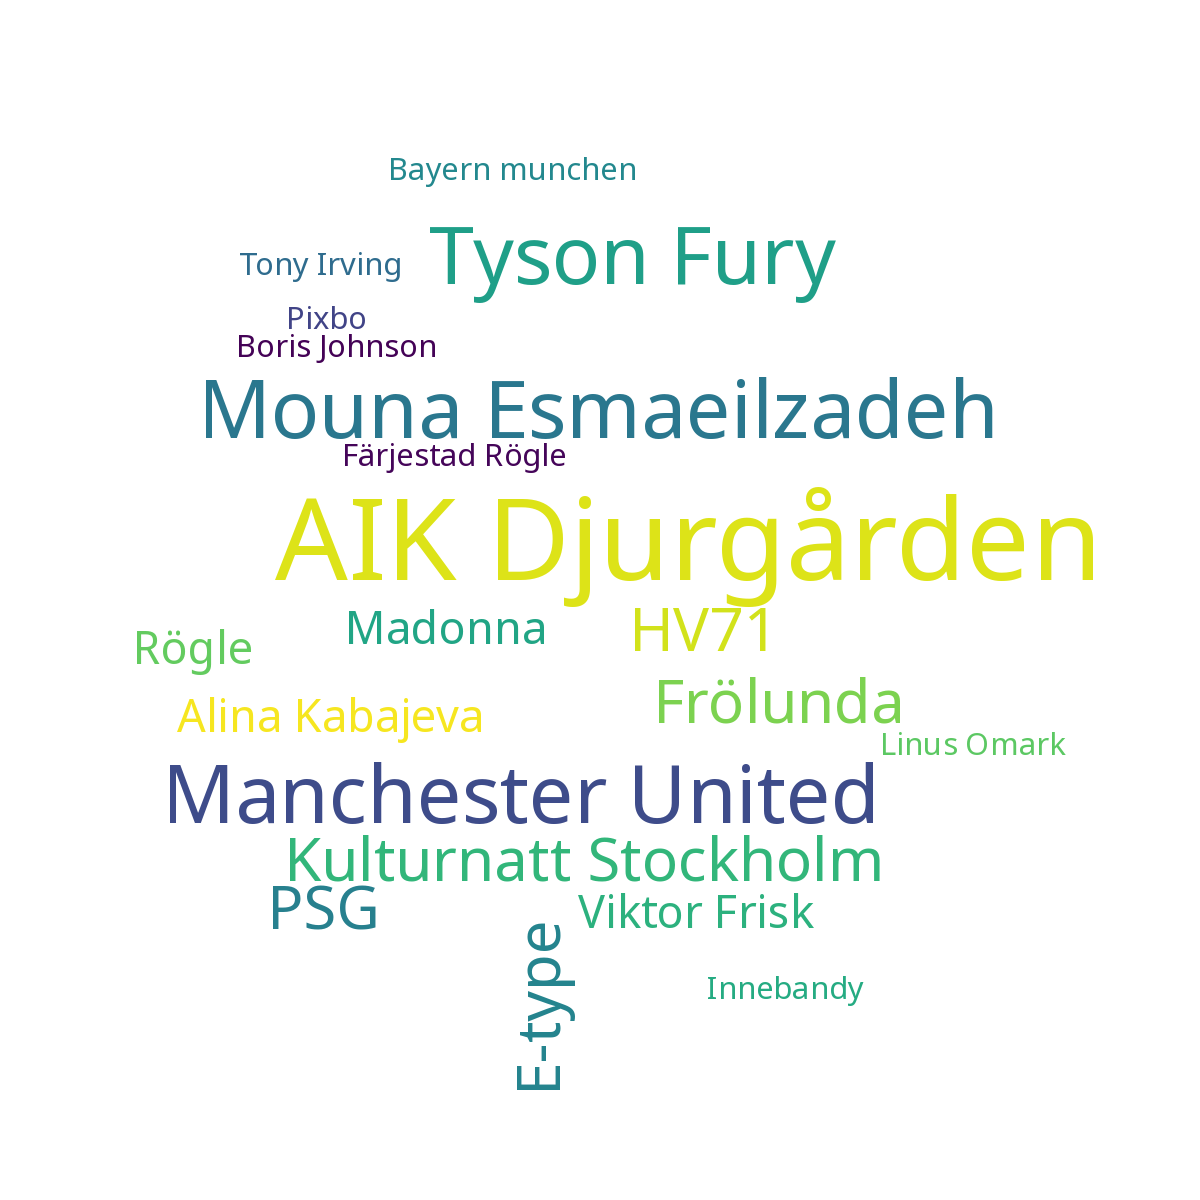 Bayern munchen
Tyson Fury
Tony Irving
Pixbo
Boris Johnson
Mouna Esmaeilzadeh
Färjestad Rögle
AIK Djurgården
Madonna
HV71
Rögle
Frölunda
Alina Kabajeva
Linus Omark
Manchester United
Kulturnatt Stockholm
PSG
Viktor Frisk
E-type
Innebandy